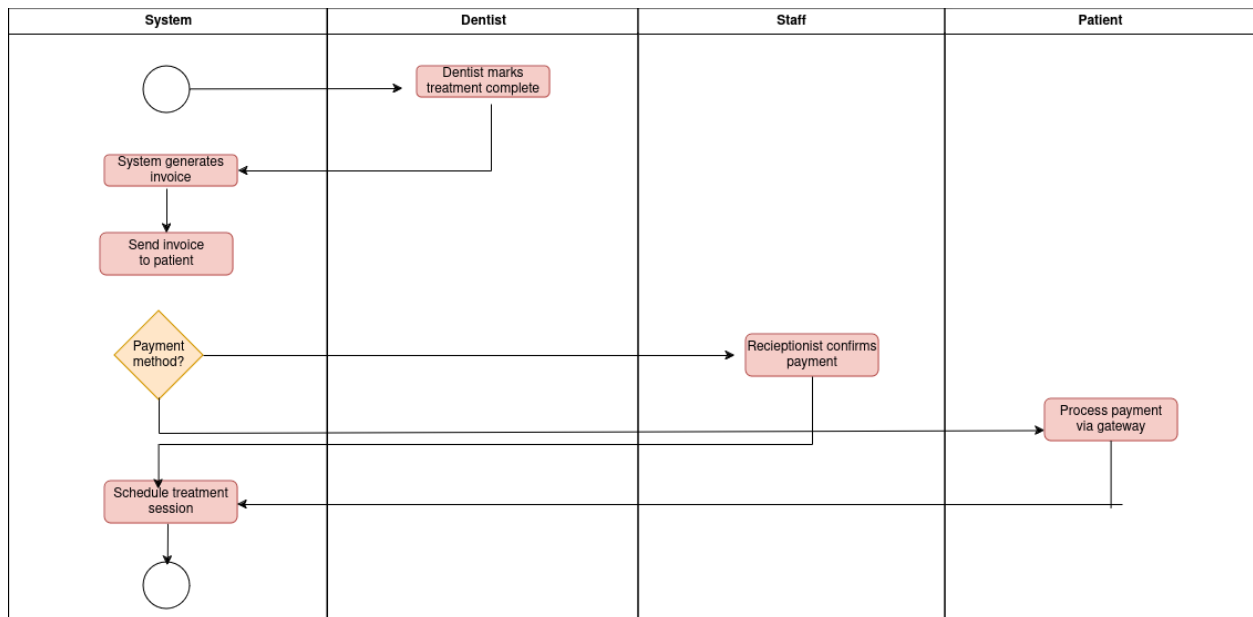 System
Dentist
Staff
Patient
Dentist marks
treatment complete
System generates
invoice
Send invoice
to patient
Payment
method?
Recieptionist confirms
payment
Process payment
via gateway
Schedule treatment
session